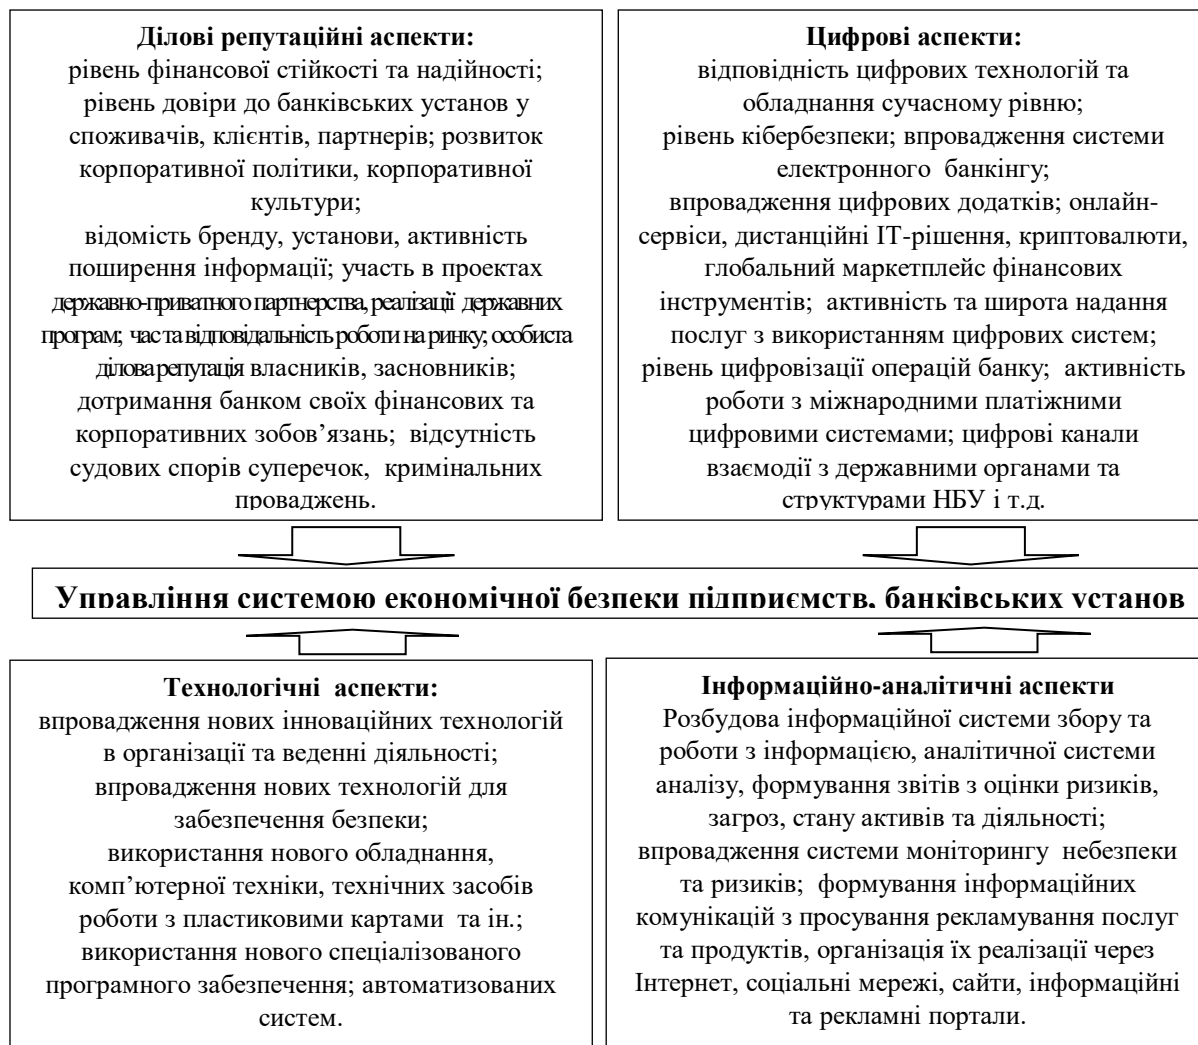 Ділові репутаційні аспекти:
рівень фінансової стійкості та надійності;
рівень довіри до банківських установ у
споживачів, клієнтів, партнерів; розвиток
корпоративної політики, корпоративної
культури;
відомість бренду, установи, активність
поширення інформації; участь в проектах
державно-приватного партнерства, реалізації державних
програм; час та відповідальність роботи на ринку; особиста
ділова репутація власників, засновників;
дотримання банком своїх фінансових та
корпоративних зобов’язань; відсутність
судових спорів суперечок, кримінальних
проваджень.
Цифрові аспекти:
відповідність цифрових технологій та
обладнання сучасному рівню;
рівень кібербезпеки; впровадження системи
електронного банкінгу;
впровадження цифрових додатків; онлайн-
сервіси, дистанційні ІТ-рішення, криптовалюти,
глобальний маркетплейс фінансових
інструментів; активність та широта надання
послуг з використанням цифрових систем;
рівень цифровізації операцій банку; активність
роботи з міжнародними платіжними
цифровими системами; цифрові канали
взаємодії з державними органами та
структурами НБУ і т.д.
Управління системою економічної безпеки підприємств, банківських установ
Технологічні аспекти:
впровадження нових інноваційних технологій
в організації та веденні діяльності;
впровадження нових технологій для
забезпечення безпеки;
використання нового обладнання,
комп’ютерної техніки, технічних засобів
роботи з пластиковими картами та ін.;
використання нового спеціалізованого
програмного забезпечення; автоматизованих
систем.
Інформаційно-аналітичні аспекти
Розбудова інформаційної системи збору та
роботи з інформацією, аналітичної системи
аналізу, формування звітів з оцінки ризиків,
загроз, стану активів та діяльності;
впровадження системи моніторингу небезпеки
та ризиків; формування інформаційних
комунікацій з просування рекламування послуг
та продуктів, організація їх реалізації через
Інтернет, соціальні мережі, сайти, інформаційні
та рекламні портали.